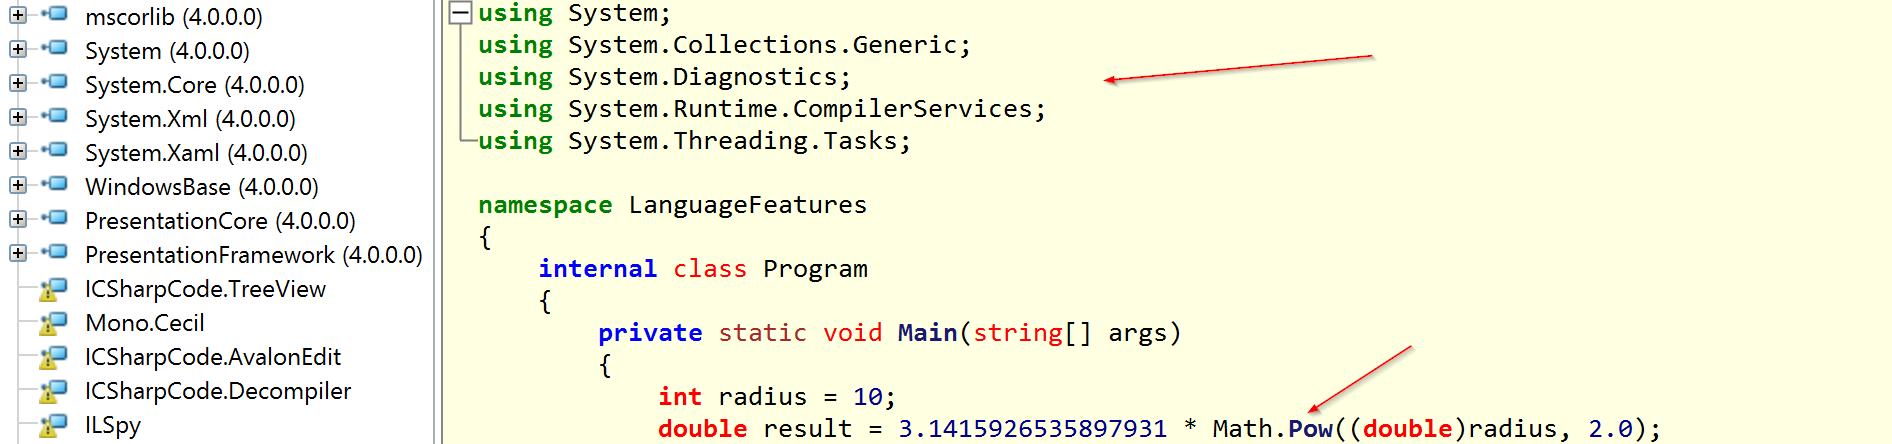 mscorlib (4.0.0.0)
System (4.0.0.0)
System.Core (4.0.0.0)
System.Xml (4.0.0.0)
System.Xaml (4.0.0.0)
WindowsBase (4.0.0.0)
PresentationCore (4.0.0.0)
PresentationFramework (4.0.0.0)
ICSharpCode.TreeView
Mono.Cecil
ICSharpCode.AvalonEdit
ICSharpCode.Decompiler
ILSpy
using System;
using System.Collections.Generic;
using System.Diagnostics;
using System.Runtime.CompilerServices;
using System.Threading.Tasks;
namespace LanguageFeatures
{
internal class Program
{
private static void Main(string[] args)
{
int radius = 10;
double result = 3.1415926535897931 * Math.Pow((double)radius, 2.0);